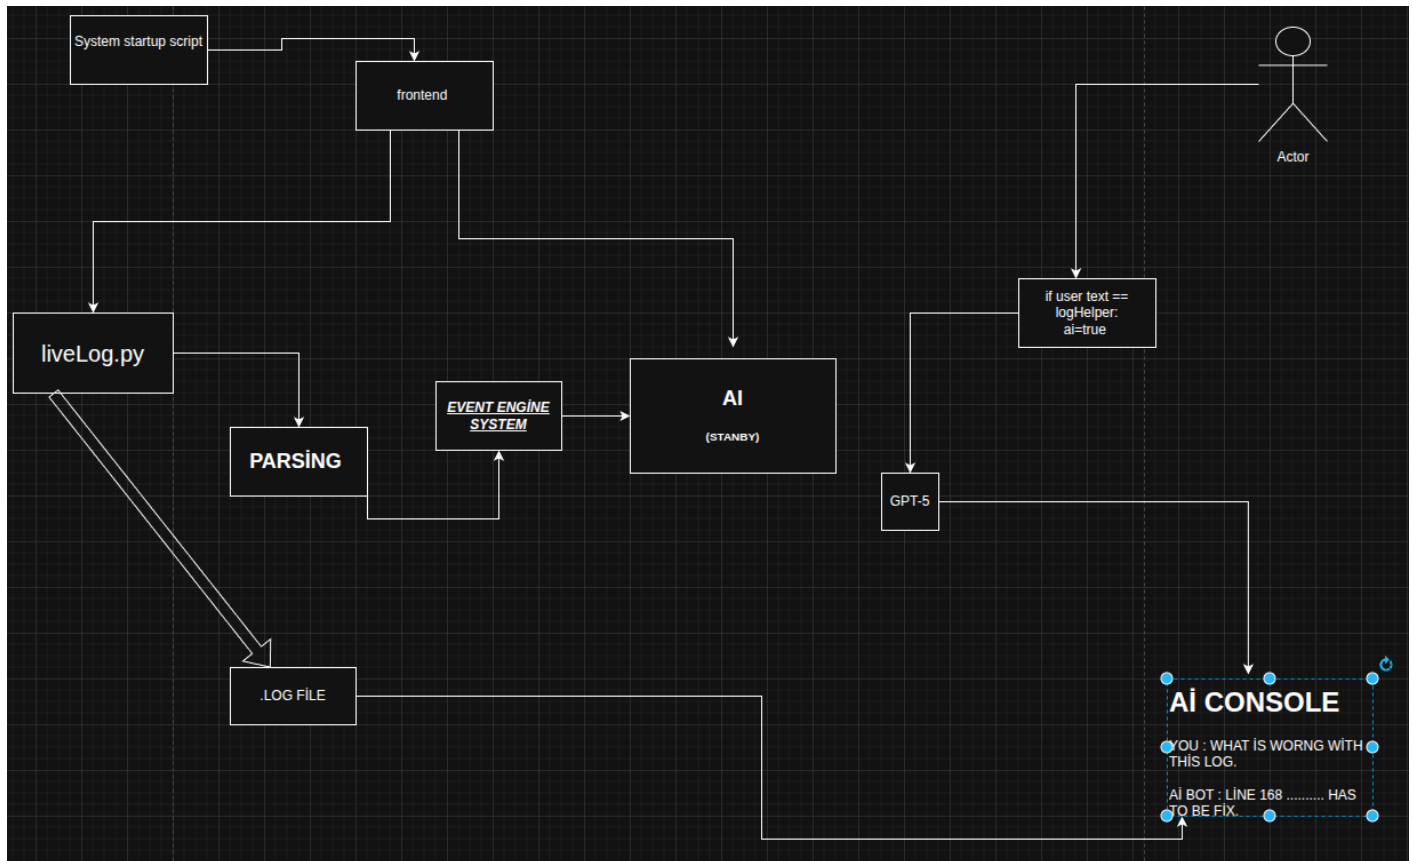 System startup script
frontend
Actor
if user text ==
logHelper:
ai=true
liveLog.py
EVENT ENGİNE
SYSTEM
AI
(STANBY)
PARSİNG
GPT-5
.LOG FİLE
Aİ CONSOLE
YOU : WHAT İS WORNG WİTH
THİS LOG.
Aİ BOT : LİNE 168 .......... HAS
TO BE FİX.